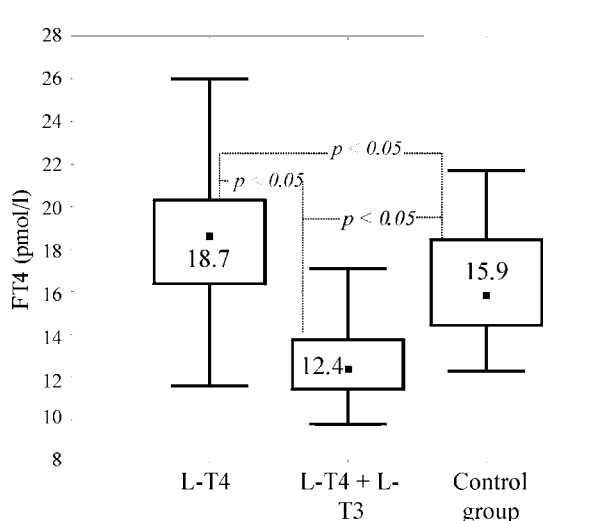 28
26
24
22
20
18
16
14
12
10
8
FT4 (pmol/l)
p < 0.05
p < 0.05
p < 0.05
18.7
12.4
15.9
L-T4
L-T4 + L-
T3
Control
group